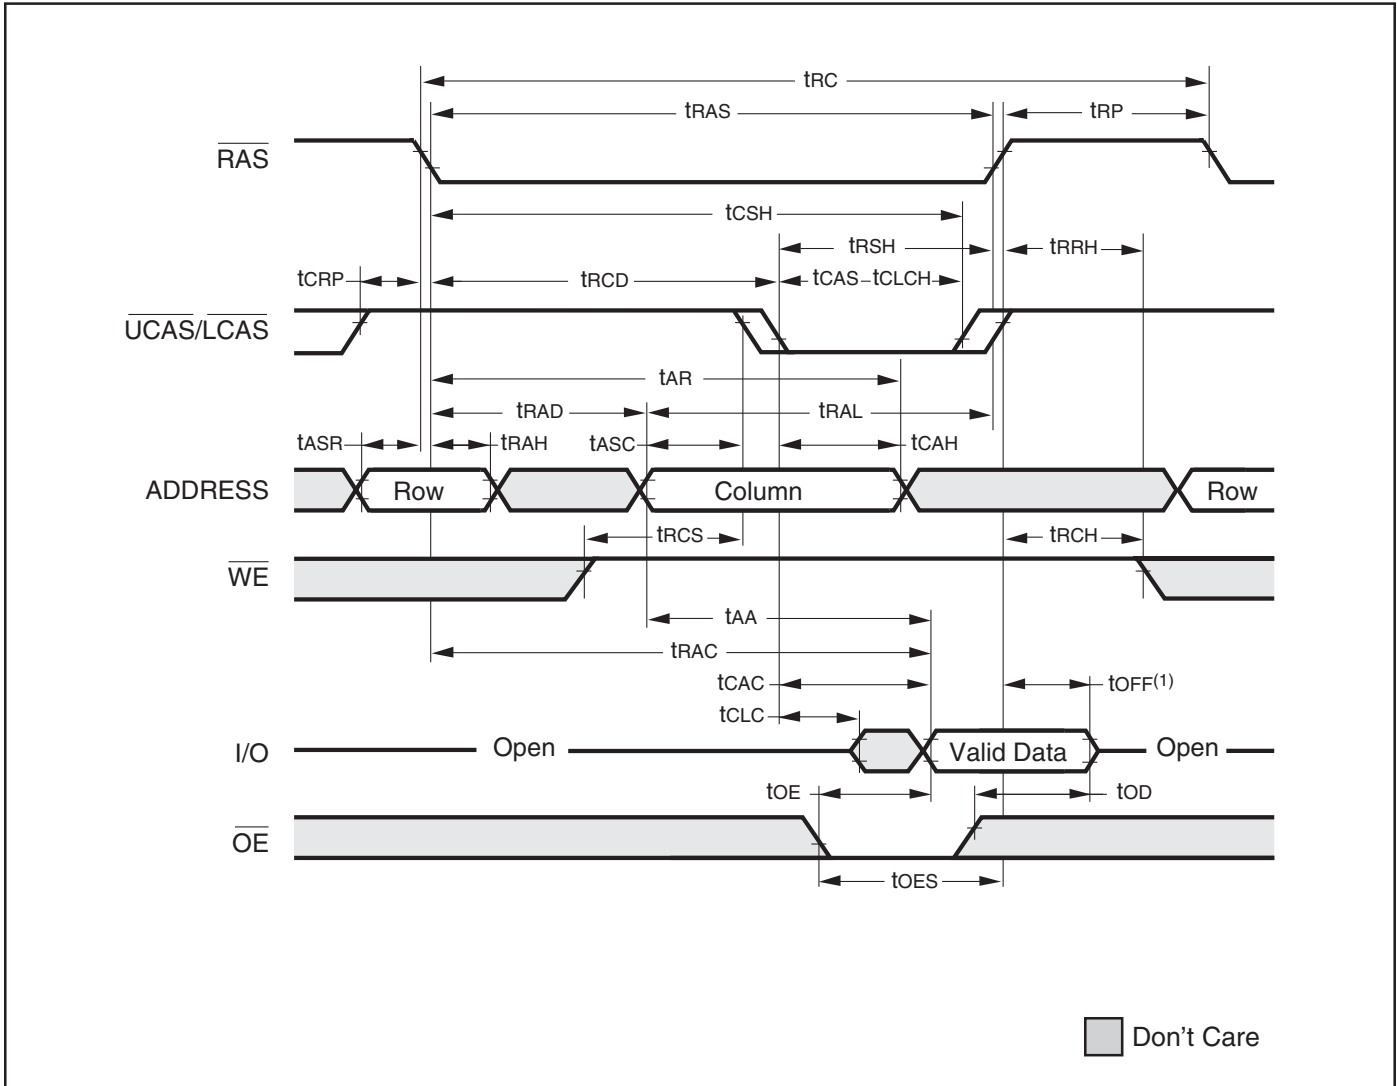 tRC
tRAS tRP
RAS
tCSH
tRSH tRRH
tCRP tRCD tCAS tCLCH
UCAS/LCAS
tAR
tRAD tRAL
tASR tRAH tASC tCAH
ADDRESS Row Column Row
tRCS tRCH
WE
tAA
tRAC
tCAC tOFF(1)
tCLC
I/O Open Valid Data Open
tOE tOD
OE
tOES
Don't Care